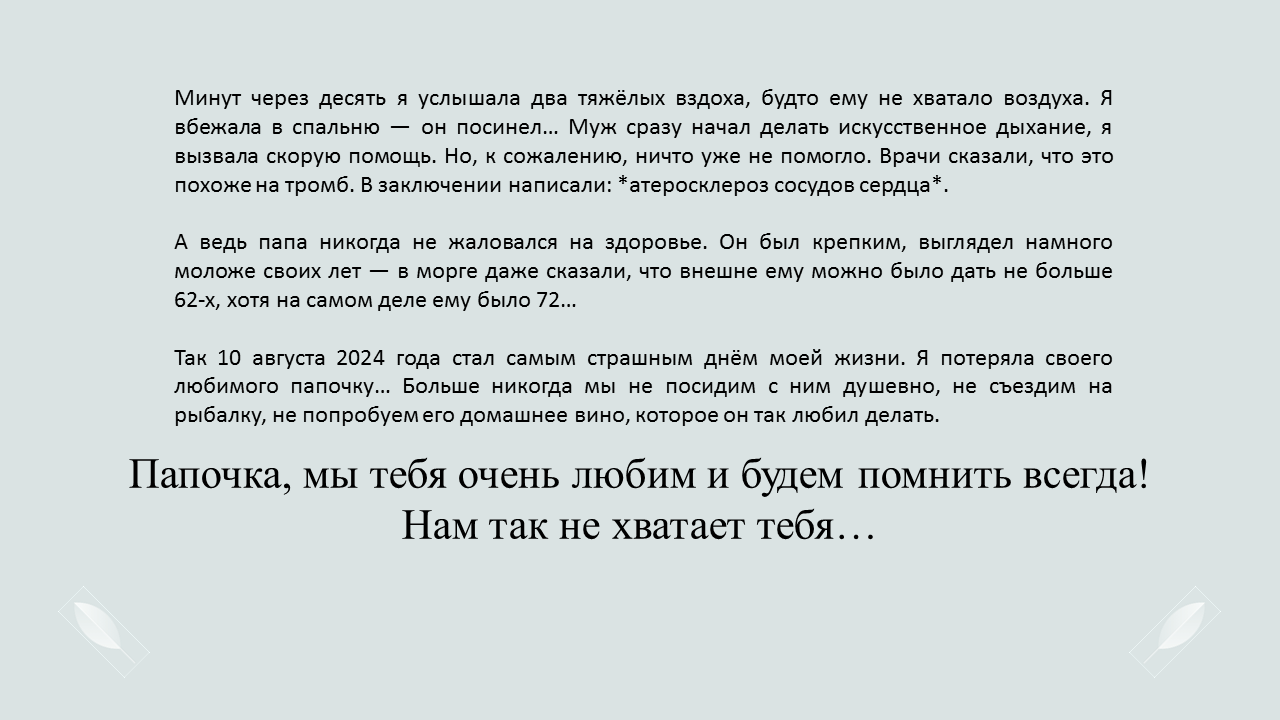 Минут через десять я услышала два тяжёлых вздоха, будто ему не хватало воздуха. Я
вбежала в спальню — он посинел… Муж сразу начал делать искусственное дыхание, я
вызвала скорую помощь. Но, к сожалению, ничто уже не помогло. Врачи сказали, что это
похоже на тромб. В заключении написали: *атеросклероз сосудов сердца*.
А ведь папа никогда не жаловался на здоровье. Он был крепким, выглядел намного
моложе своих лет — в морге даже сказали, что внешне ему можно было дать не больше
62-х, хотя на самом деле ему было 72…
Так 10 августа 2024 года стал самым страшным днём моей жизни. Я потеряла своего
любимого папочку… Больше никогда мы не посидим с ним душевно, не съездим на
рыбалку, не попробуем его домашнее вино, которое он так любил делать.
Папочка, мы тебя очень любим и будем помнить всегда!
Нам так не хватает тебя…